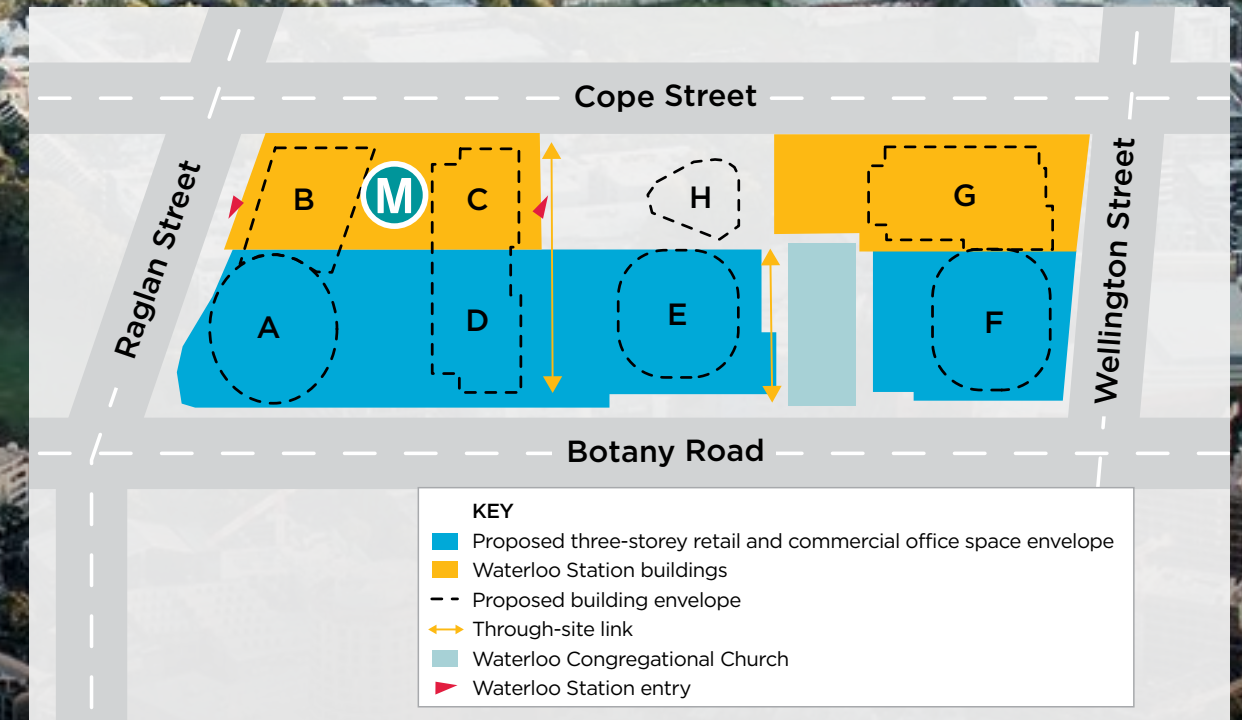 Cope Street
Raglan Street
Wellington Street
B
M
C
H
G
A
D
E
F
Botany Road
KEY
Proposed three-storey retail and commercial office space envelope
Waterloo Station buildings
Proposed building envelope
Through-site link
Waterloo Congregational Church
Waterloo Station entry